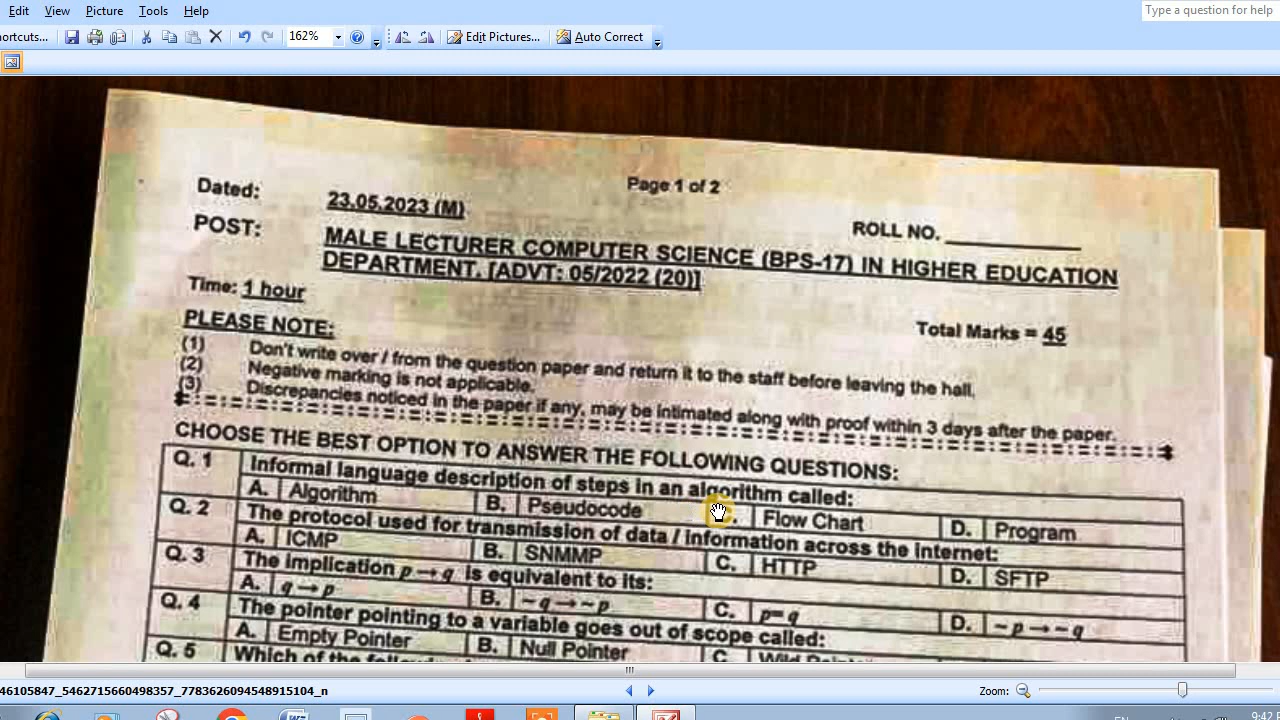 Edit View Picture Tools Help
Type a question for help
ortcuts... 162% Edit Pictures... Auto Correct
Page 1 of 2
Dated: 23.05.2023 (M)
ROLL NO.
POST: MALE LECTURER COMPUTER SCIENCE (BPS-17) IN HIGHER EDUCATION
DEPARTMENT. [ADVT: 05/2022 (20)]
Time: 1 hour
Total Marks = 45
PLEASE NOTE:
(1) Don't write over / from the question paper and return it to the staff before leaving the hall.
(2) Negative marking is not applicable.
(3) Discrepancies noticed in the paper if any, may be intimated along with proof within 3 days after the paper.
CHOOSE THE BEST OPTION TO ANSWER THE FOLLOWING QUESTIONS:
Q. 1 Informal language description of steps in an algorithm called:
A. Algorithm B. Pseudocode C. Flow Chart D. Program
Q. 2 The protocol used for transmission of data / information across the internet:
A. ICMP B. SNMMP C. HTTP D. SFTP
Q. 3 The implication p→q is equivalent to its:
A. q→p B. ~q→~p C. p=q D. ~p→~q
Q. 4 The pointer pointing to a variable goes out of scope called:
A. Empty Pointer B. Null Pointer C. Wild
Q. 5 Which of the
46105847_5462715660498357_7783626094548915104_n
Zoom:
EN 9:42